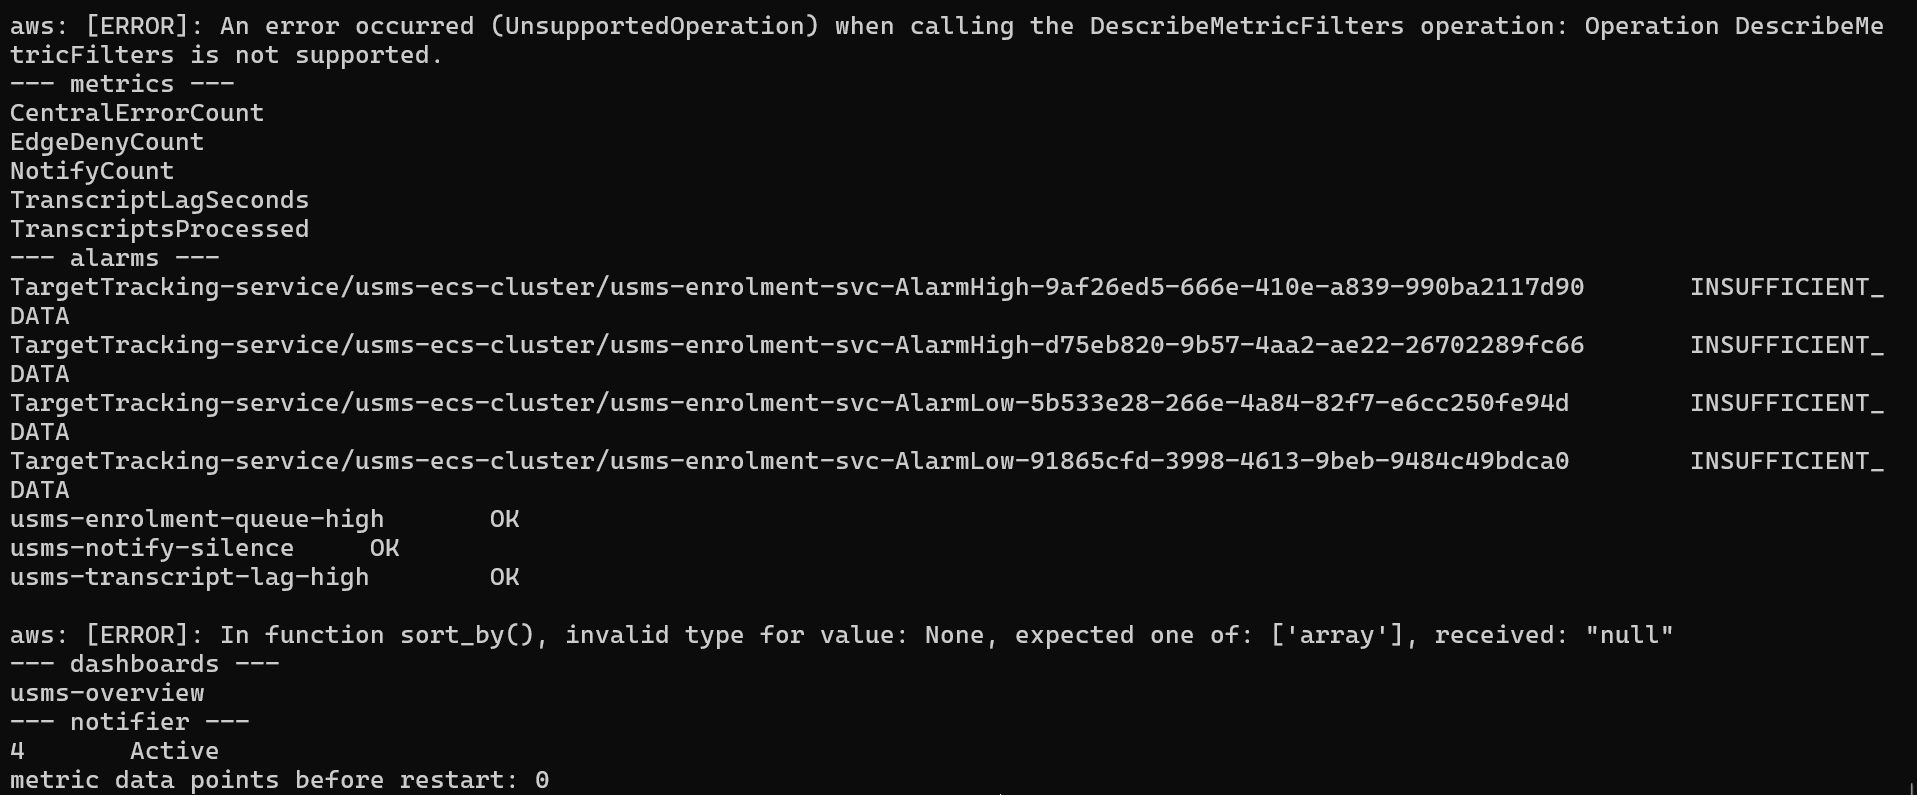 aws: [ERROR]: An error occurred (UnsupportedOperation) when calling the DescribeMetricFilters operation: Operation DescribeMe
tricFilters is not supported.
--- metrics ---
CentralErrorCount
EdgeDenyCount
NotifyCount
TranscriptLagSeconds
TranscriptsProcessed
--- alarms ---
TargetTracking-service/usms-ecs-cluster/usms-enrolment-svc-AlarmHigh-9af26ed5-666e-410e-a839-990ba2117d90       INSUFFICIENT_
DATA
TargetTracking-service/usms-ecs-cluster/usms-enrolment-svc-AlarmHigh-d75eb820-9b57-4aa2-ae22-26702289fc66       INSUFFICIENT_
DATA
TargetTracking-service/usms-ecs-cluster/usms-enrolment-svc-AlarmLow-5b533e28-266e-4a84-82f7-e6cc250fe94d        INSUFFICIENT_
DATA
TargetTracking-service/usms-ecs-cluster/usms-enrolment-svc-AlarmLow-91865cfd-3998-4613-9beb-9484c49bdca0        INSUFFICIENT_
DATA
usms-enrolment-queue-high       OK
usms-notify-silence     OK
usms-transcript-lag-high        OK
aws: [ERROR]: In function sort_by(), invalid type for value: None, expected one of: ['array'], received: "null"
--- dashboards ---
usms-overview
--- notifier ---
4       Active
metric data points before restart: 0